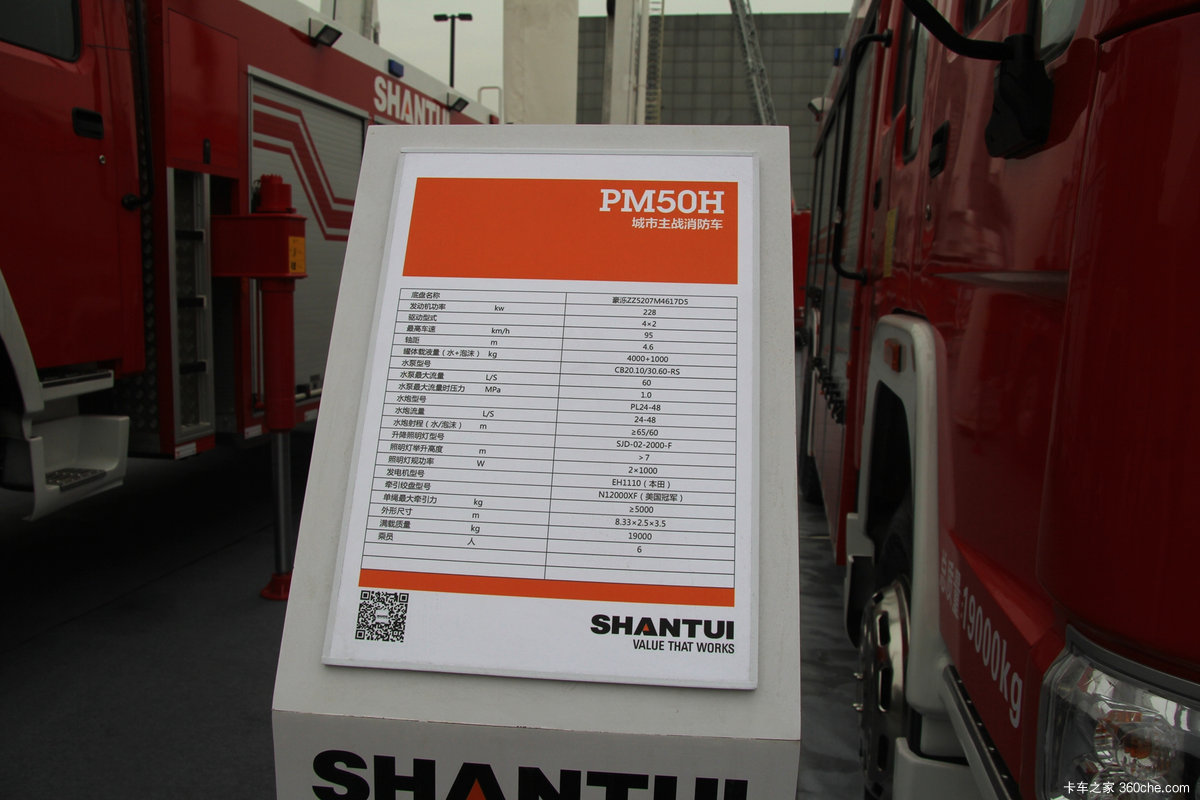 SHANTUI
PM50H
城市主战消防车
底盘名称 豪泺ZZ5207M4617D5
发动机功率 kw 228
驱动型式 4×2
最高车速 km/h 95
轴距 m 4.6
罐体载液量（水+泡沫） kg 4000+1000
水泵型号 CB20.10/30.60-RS
水泵最大流量 L/S 60
水泵最大流量时压力 MPa 1.0
水炮型号 PL24-48
水炮流量 L/S 24-48
水炮射程（水/泡沫） m ≥65/60
升降照明灯型号 SJD-02-2000-F
照明灯举升高度 m >7
照明灯规功率 W 2×1000
发电机型号 EH1110（本田）
牵引绞盘型号 N12000XF（美国冠军）
单绳最大牵引力 kg ≥5000
外形尺寸 m 8.33×2.5×3.5
满载质量 kg 19000
乘员 人 6
SHANTUI
VALUE THAT WORKS
SHANTUI
总质量:19000kg
卡车之家 360che.com